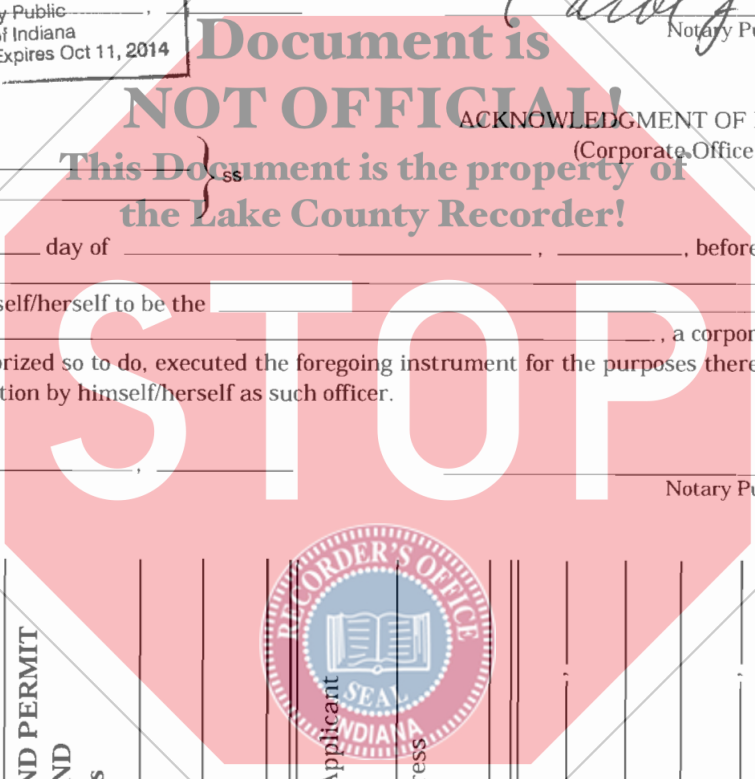 y Public
of Indiana
Expires Oct 11, 2014
Notary Pu
Document is
NOT OFFICIAL!
ACKNOWLEDGMENT OF
(Corporate Office
This Document is the property of
ss
the Lake County Recorder!
day of , , before
self/herself to be the
, a corpor
orized so to do, executed the foregoing instrument for the purposes there
tion by himself/herself as such officer.
STOP
,
Notary Pu
RECORDER'S OFFICE
SEAL
INDIANA
ND PERMIT
ND
s
Applicant
ress